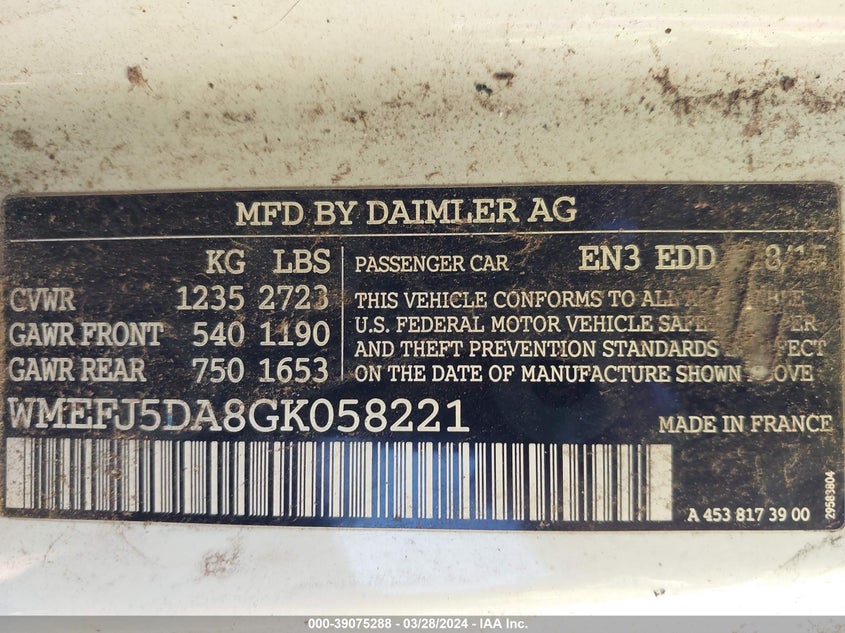 MFD BY DAIMLER AG
KG LBS
CVWR 1235 2723
GAWR FRONT 540 1190
GAWR REAR 750 1653
PASSENGER CAR EN3 EDD
THIS VEHICLE CONFORMS TO ALL
U.S. FEDERAL MOTOR VEHICLE
AND THEFT PREVENTION STANDARDS
ON THE DATE OF MANUFACTURE SHOWN ABOVE
WMEFJ5DA8GK058221
MADE IN FRANCE
A 453 817 39 00
29583804
000-39075288 - 03/28/2024 - IAA Inc.